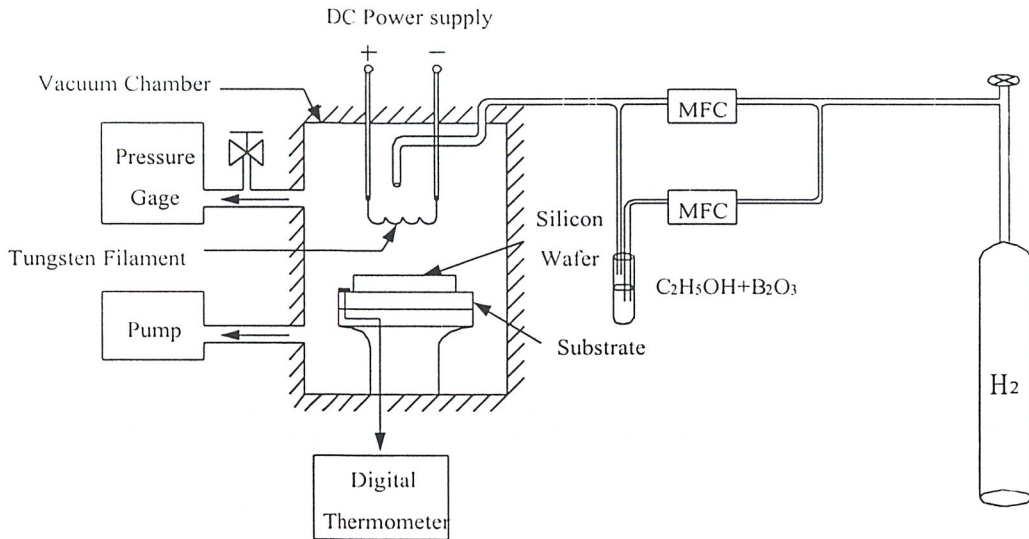 DC Power supply
+ −
Vacuum Chamber
MFC
Pressure
Gage
MFC
Silicon
Wafer
Tungsten Filament
C2H5OH+B2O3
Pump
Substrate
H2
Digital
Thermometer